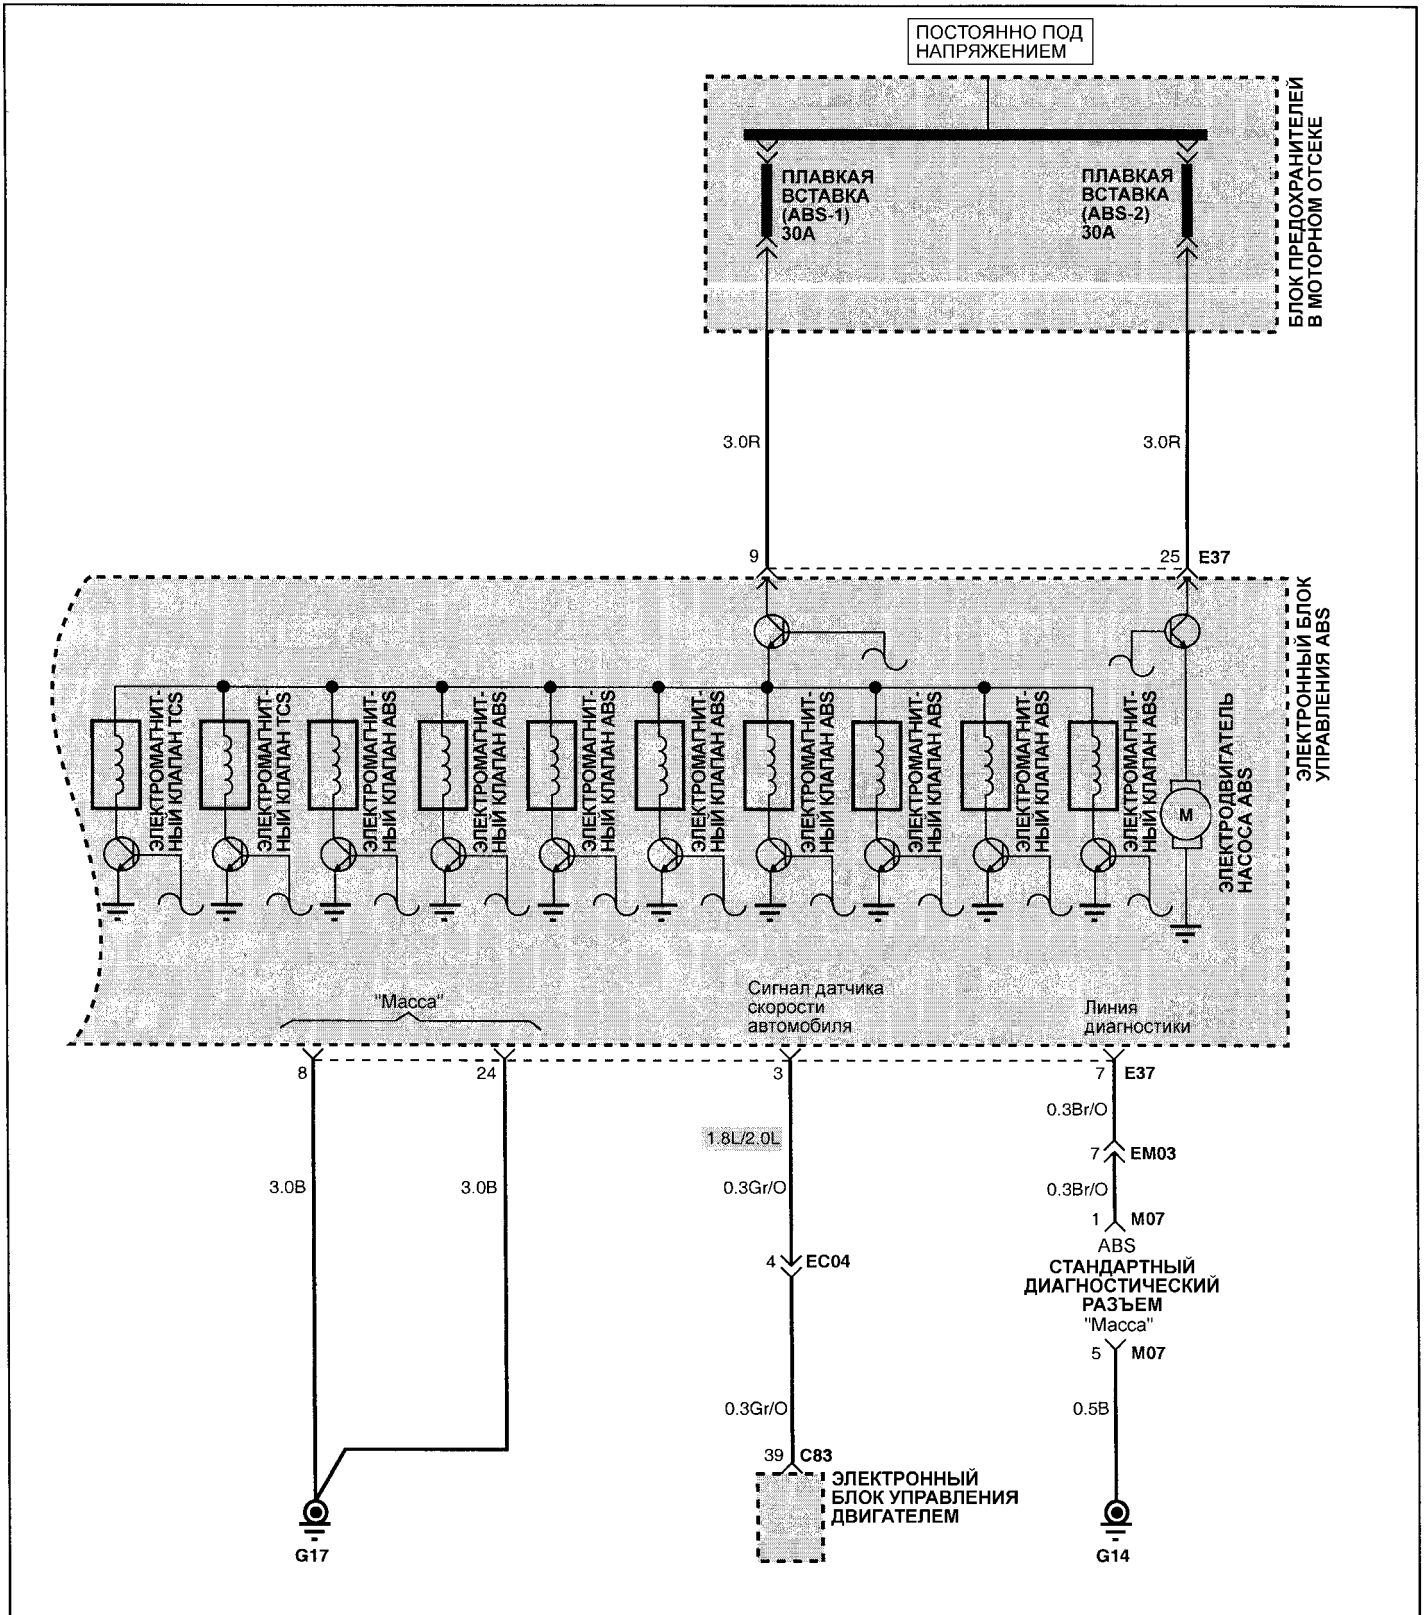 ПОСТОЯННО ПОД
НАПРЯЖЕНИЕМ
БЛОК ПРЕДОХРАНИТЕЛЕЙ
В МОТОРНОМ ОТСЕКЕ
ПЛАВКАЯ
ВСТАВКА
(ABS-1)
30A
ПЛАВКАЯ
ВСТАВКА
(ABS-2)
30A
3.0R
3.0R
9
25
E37
ЭЛЕКТРОННЫЙ БЛОК
УПРАВЛЕНИЯ ABS
ЭЛЕКТРОМАГНИТ-
НЫЙ КЛАПАН TCS
ЭЛЕКТРОМАГНИТ-
НЫЙ КЛАПАН TCS
ЭЛЕКТРОМАГНИТ-
НЫЙ КЛАПАН ABS
ЭЛЕКТРОМАГНИТ-
НЫЙ КЛАПАН ABS
ЭЛЕКТРОМАГНИТ-
НЫЙ КЛАПАН ABS
ЭЛЕКТРОМАГНИТ-
НЫЙ КЛАПАН ABS
ЭЛЕКТРОМАГНИТ-
НЫЙ КЛАПАН ABS
ЭЛЕКТРОМАГНИТ-
НЫЙ КЛАПАН ABS
ЭЛЕКТРОМАГНИТ-
НЫЙ КЛАПАН ABS
ЭЛЕКТРОМАГНИТ-
НЫЙ КЛАПАН ABS
M
ЭЛЕКТРОДВИГАТЕЛЬ
НАСОСА ABS
"Масса"
Сигнал датчика
скорости
автомобиля
Линия
диагностики
8
24
3
7
E37
0.3Br/O
1.8L/2.0L
7
EM03
3.0B
3.0B
0.3Gr/O
0.3Br/O
1
M07
ABS
4
EC04
СТАНДАРТНЫЙ
ДИАГНОСТИЧЕСКИЙ
РАЗЪЕМ
"Масса"
5
M07
0.3Gr/O
0.5B
39
C83
ЭЛЕКТРОННЫЙ
БЛОК УПРАВЛЕНИЯ
ДВИГАТЕЛЕМ
G17
G14